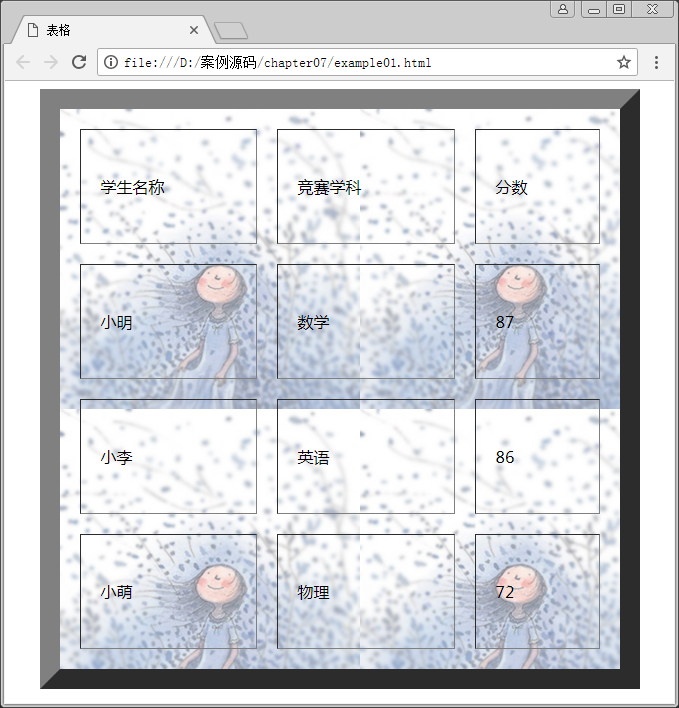 表格
file:///D:/案例源码/chapter07/example01.html
学生名称 竞赛学科 分数
小明 数学 87
小李 英语 86
小萌 物理 72